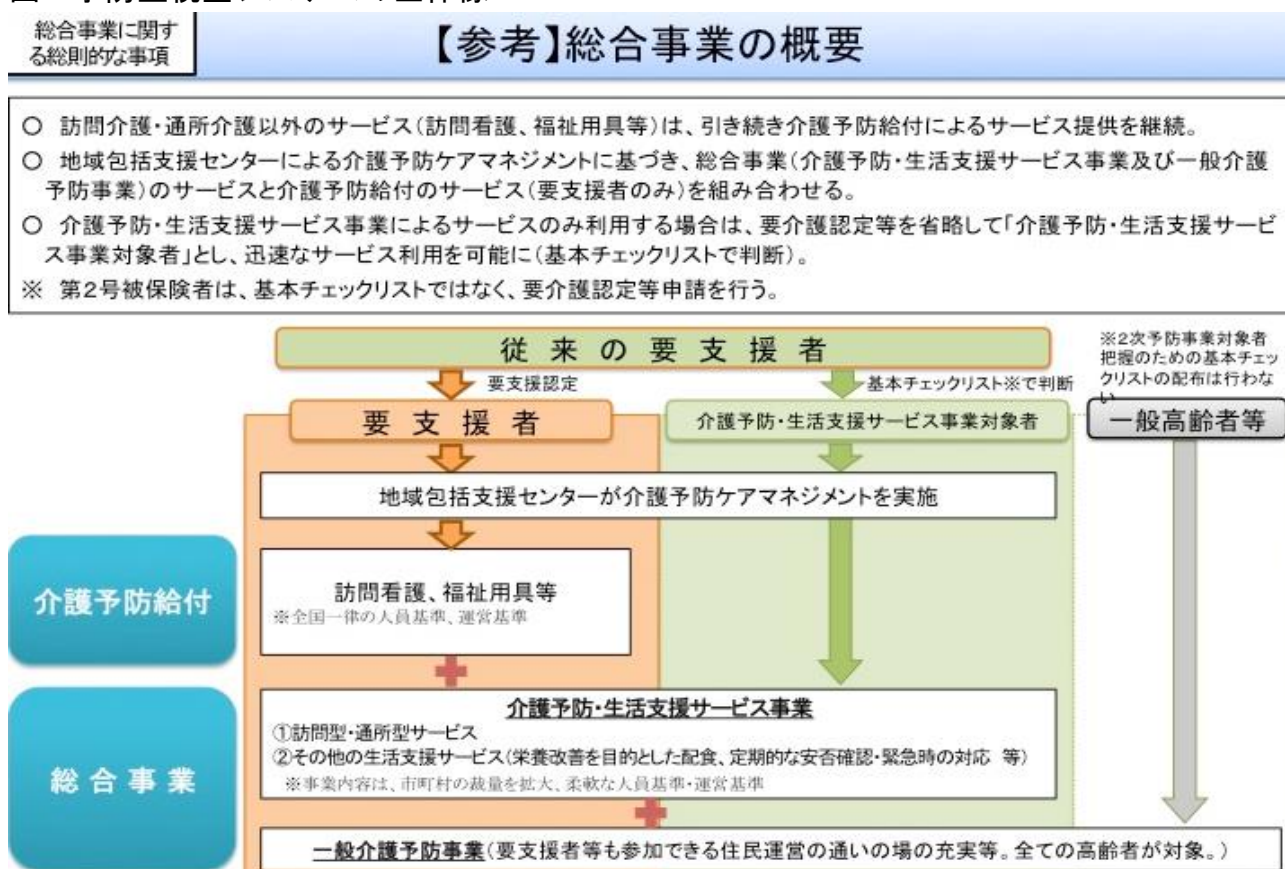 総合事業に関す
る総則的な事項
【参考】総合事業の概要
○ 訪問介護・通所介護以外のサービス(訪問看護、福祉用具等)は、引き続き介護予防給付によるサービス提供を継続。
○ 地域包括支援センターによる介護予防ケアマネジメントに基づき、総合事業(介護予防・生活支援サービス事業及び一般介護
予防事業)のサービスと介護予防給付のサービス(要支援者のみ)を組み合わせる。
○ 介護予防・生活支援サービス事業によるサービスのみ利用する場合は、要介護認定等を省略して「介護予防・生活支援サービ
ス事業対象者」とし、迅速なサービス利用を可能に(基本チェックリストで判断)。
※ 第2号被保険者は、基本チェックリストではなく、要介護認定等申請を行う。
従来の要支援者
※2次予防事業対象者
把握のための基本チェッ
クリストの配布は行わな
い
要支援認定
基本チェックリスト※で判断
要支援者
介護予防・生活支援サービス事業対象者
一般高齢者等
地域包括支援センターが介護予防ケアマネジメントを実施
介護予防給付
訪問看護、福祉用具等
※全国一律の人員基準、運営基準
総合事業
介護予防・生活支援サービス事業
①訪問型・通所型サービス
②その他の生活支援サービス(栄養改善を目的とした配食、定期的な安否確認・緊急時の対応 等)
※事業内容は、市町村の裁量を拡大、柔軟な人員基準・運営基準
一般介護予防事業(要支援者等も参加できる住民運営の通いの場の充実等。全ての高齢者が対象。)